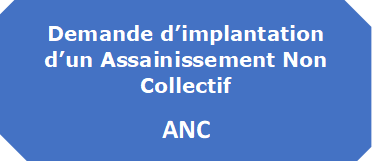 Demande d’implantation
d’un Assainissement Non
Collectif
ANC